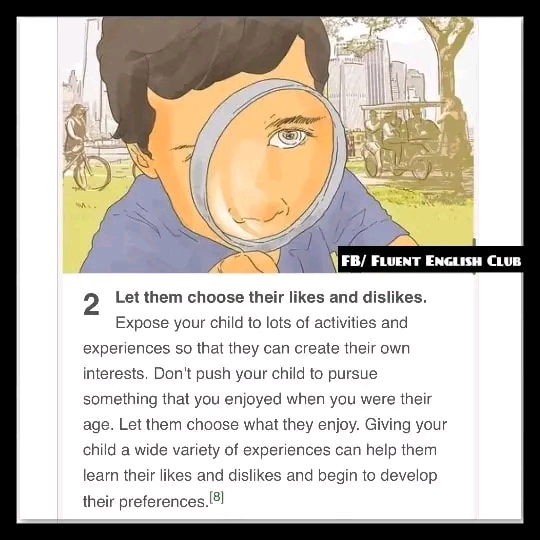 FB/ Fluent English Club
2 Let them choose their likes and dislikes.
Expose your child to lots of activities and
experiences so that they can create their own
interests. Don't push your child to pursue
something that you enjoyed when you were their
age. Let them choose what they enjoy. Giving your
child a wide variety of experiences can help them
learn their likes and dislikes and begin to develop
their preferences.[8]